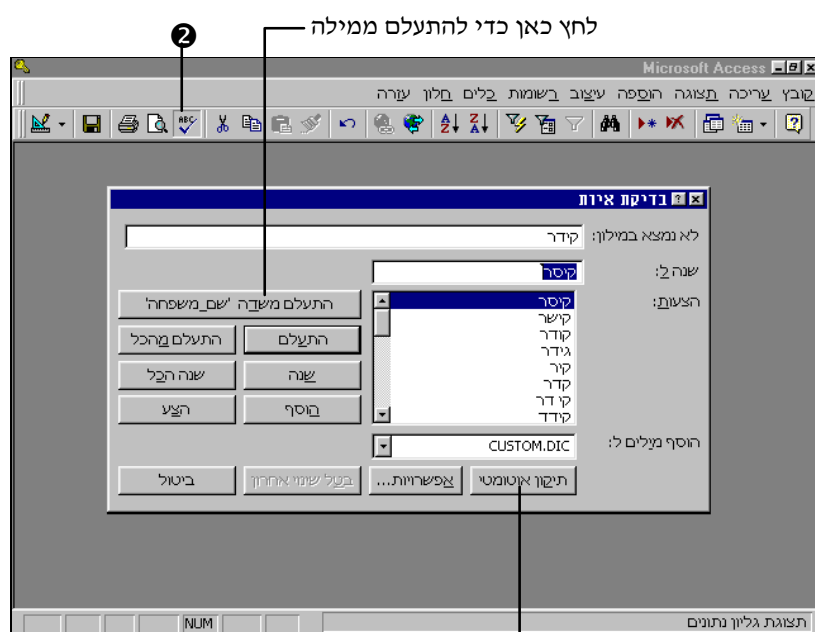 לחץ כאן כדי להתעלם ממילה
2
Microsoft Access
קובץ עריכה תצוגה הוספה עיצוב רשומות כלים חלון עזרה
ABC
A Z
Z A
בדיקת איות
לא נמצא במילון: קידר
שנה ל: קיסר
הצעות:
קיסר
קישר
קודר
גידר
קיר
קדר
קי דר
קידד
התעלם משדה 'שם_משפחה'
התעלם
התעלם מהכל
שנה
שנה הכל
הוסף
הצע
הוסף מילים ל: CUSTOM.DIC
תיקון אוטומטי
אפשרויות...
בטל שינוי אחרון
ביטול
תצוגת גליון נתונים
NUM